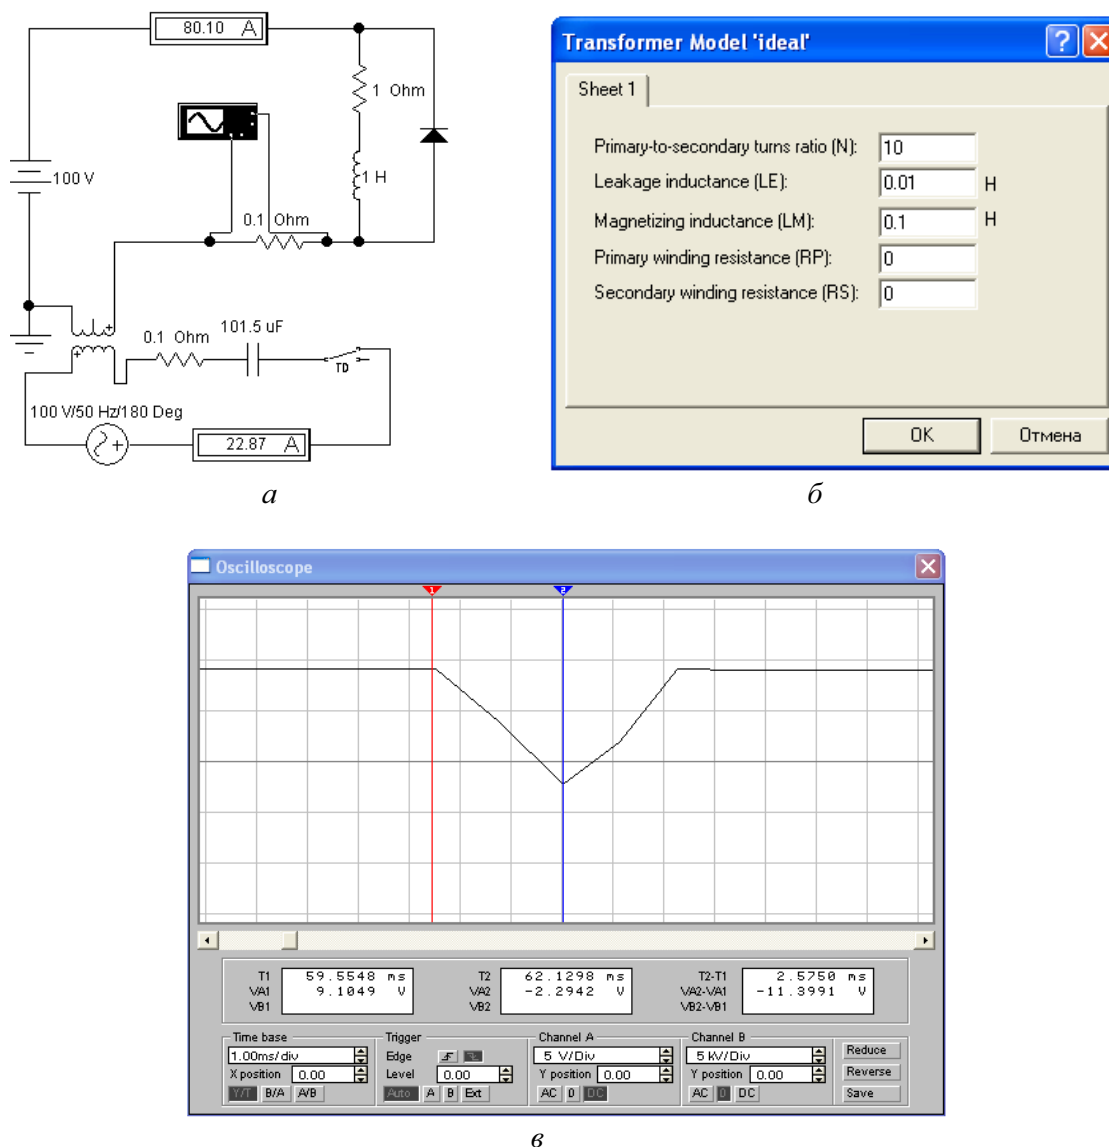 80.10 A
1 Ohm
100 V
1 H
0.1 Ohm
0.1 Ohm
101.5 uF
TD
100 V/50 Hz/180 Deg
22.87 A
а
Transformer Model 'ideal'
Sheet 1
Primary-to-secondary turns ratio (N): 10
Leakage inductance (LE): 0.01 H
Magnetizing inductance (LM): 0.1 H
Primary winding resistance (RP): 0
Secondary winding resistance (RS): 0
OK Отмена
б
Oscilloscope
1 2
T1 59.5548 ms T2 62.1298 ms T2-T1 2.5750 ms
VA1 9.1049 V VA2 -2.2942 V VA2-VA1 -11.3991 V
VB1 VB2 VB2-VB1
Time base Trigger Channel A Channel B
1.00ms/div Edge 5 V/Div 5 kV/Div Reduce
X position 0.00 Level 0.00 Y position 0.00 Y position 0.00 Reverse
Y/T B/A A/B Auto A B Ext AC 0 DC AC 0 DC Save
в